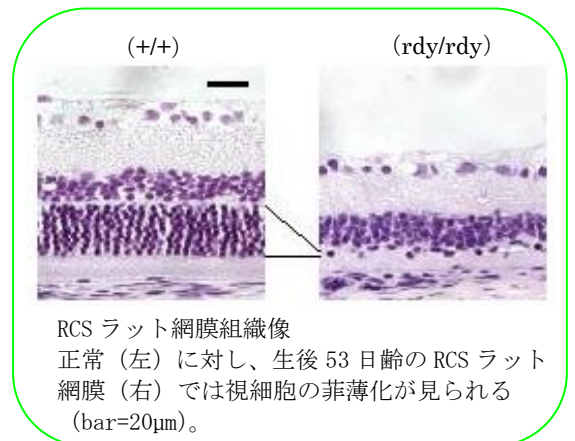 (+/+)
(rdy/rdy)
RCS ラット網膜組織像
正常（左）に対し、生後 53 日齢の RCS ラット
網膜（右）では視細胞の菲薄化が見られる
（bar=20μm）。